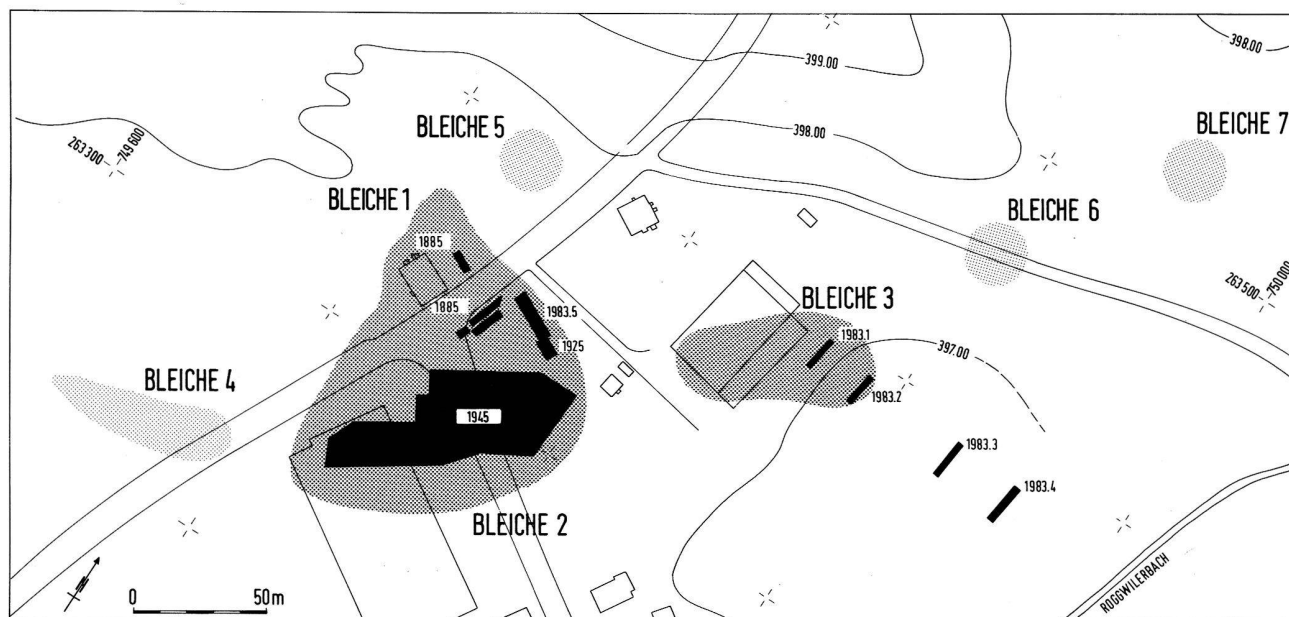 399.00
398.00
BLEICHE 5
BLEICHE 7
398.00
263 300
749 600
BLEICHE 1
BLEICHE 6
1885
263 500
750 000
BLEICHE 3
1885
1983.5
1983.1
1925
397.00
BLEICHE 4
1983.2
1945
1983.3
1983.4
BLEICHE 2
N
ROGGWILERBACH
0 50m